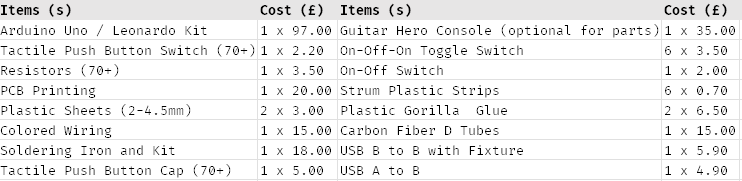 Items (s) Cost (£) Items (s) Cost (£)
Arduino Uno / Leonardo Kit 1 x 97.00 Guitar Hero Console (optional for parts) 1 x 35.00
Tactile Push Button Switch (70+) 1 x 2.20 On-Off-On Toggle Switch 6 x 3.50
Resistors (70+) 1 x 3.50 On-Off Switch 1 x 2.00
PCB Printing 1 x 20.00 Strum Plastic Strips 6 x 0.70
Plastic Sheets (2-4.5mm) 2 x 3.00 Plastic Gorilla Glue 2 x 6.50
Colored Wiring 1 x 15.00 Carbon Fiber D Tubes 1 x 15.00
Soldering Iron and Kit 1 x 18.00 USB B to B with Fixture 1 x 5.90
Tactile Push Button Cap (70+) 1 x 5.00 USB A to B 1 x 4.90